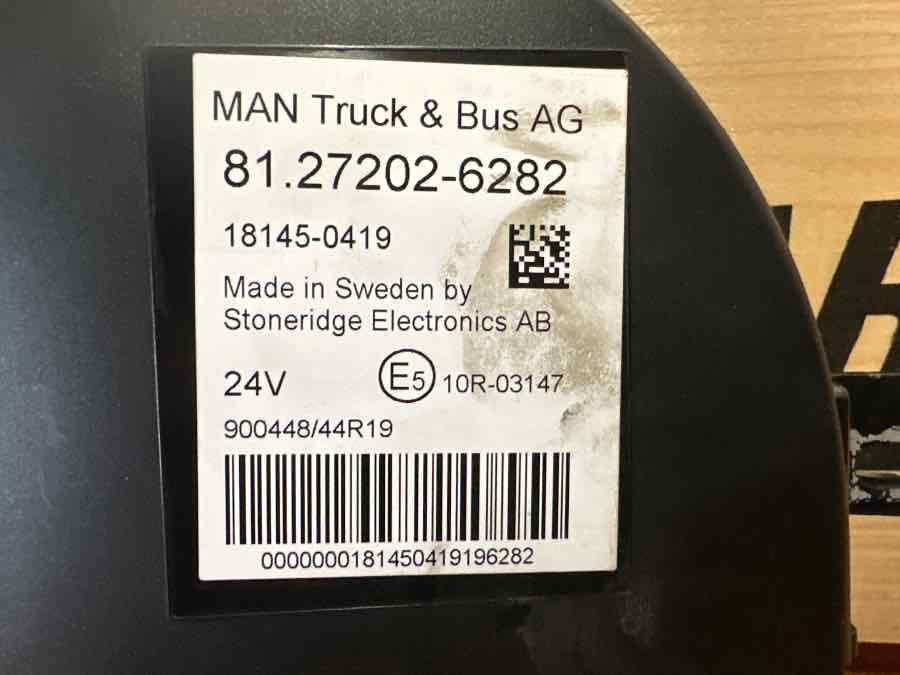 MAN Truck & Bus AG
81.27202-6282
18145-0419
Made in Sweden by
Stoneridge Electronics AB
24V
E5 10R-03147
900448/44R19
0000000181450419196282